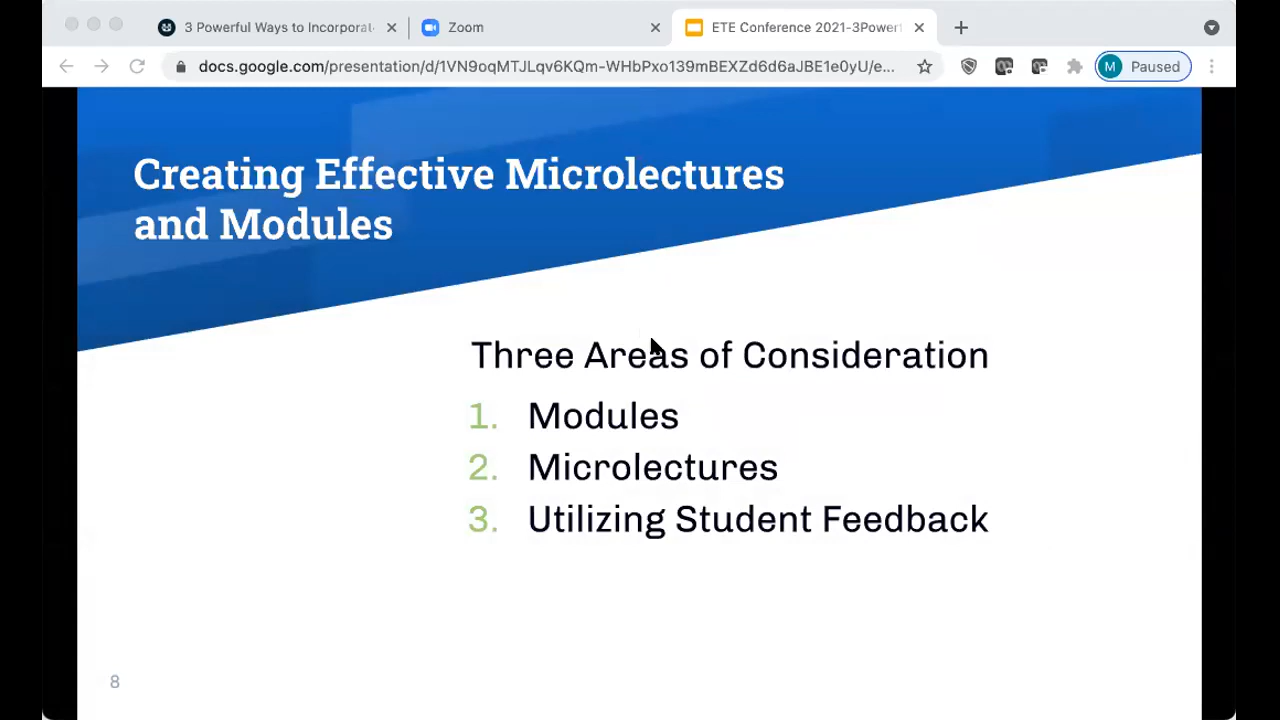 3 Powerful Ways to Incorporat
Zoom
ETE Conference 2021-3Powerf
docs.google.com/presentation/d/1VN9oqMTJLqv6KQm-WHbPxo139mBEXZd6d6aJBE1e0yU/e...
M Paused
Creating Effective Microlectures
and Modules
Three Areas of Consideration
1. Modules
2. Microlectures
3. Utilizing Student Feedback
8